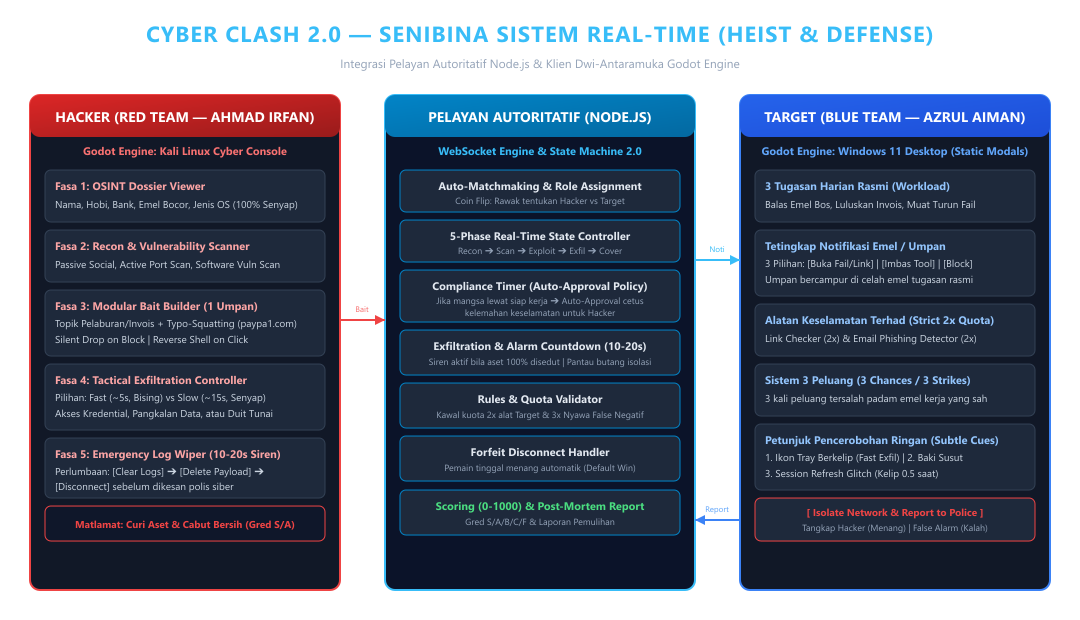 CYBER CLASH 2.0 — SENIBINA SISTEM REAL-TIME (HEIST & DEFENSE)
Integrasi Pelayan Autoritatif Node.js & Klien Dwi-Antaramuka Godot Engine
HACKER (RED TEAM — AHMAD IRFAN)
Godot Engine: Kali Linux Cyber Console
Fasa 1: OSINT Dossier Viewer
Nama, Hobi, Bank, Emel Bocor, Jenis OS (100% Senyap)
Fasa 2: Recon & Vulnerability Scanner
Passive Social, Active Port Scan, Software Vuln Scan
Fasa 3: Modular Bait Builder (1 Umpan)
Topik Pelaburan/Invois + Typo-Squatting (paypa1.com)
Silent Drop on Block | Reverse Shell on Click
Fasa 4: Tactical Exfiltration Controller
Pilihan: Fast (~5s, Bising) vs Slow (~15s, Senyap)
Akses Kredential, Pangkalan Data, atau Duit Tunai
Fasa 5: Emergency Log Wiper (10-20s Siren)
Perlumbaan: [Clear Logs] ➔ [Delete Payload] ➔
[Disconnect] sebelum dikesan polis siber
Matlamat: Curi Aset & Cabut Bersih (Gred S/A)
Bait
PELAYAN AUTORITATIF (NODE.JS)
WebSocket Engine & State Machine 2.0
Auto-Matchmaking & Role Assignment
Coin Flip: Rawak tentukan Hacker vs Target
5-Phase Real-Time State Controller
Recon ➔ Scan ➔ Exploit ➔ Exfil ➔ Cover
Compliance Timer (Auto-Approval Policy)
Jika mangsa lewat siap kerja ➔ Auto-Approval cetus
kelemahan keselamatan untuk Hacker
Exfiltration & Alarm Countdown (10-20s)
Siren aktif bila aset 100% disedut | Pantau butang isolasi
Rules & Quota Validator
Kawal kuota 2x alat Target & 3x Nyawa False Negatif
Forfeit Disconnect Handler
Pemain tinggal menang automatik (Default Win)
Scoring (0-1000) & Post-Mortem Report
Gred S/A/B/C/F & Laporan Pemulihan
Noti
Report
TARGET (BLUE TEAM — AZRUL AIMAN)
Godot Engine: Windows 11 Desktop (Static Modals)
3 Tugasan Harian Rasmi (Workload)
Balas Emel Bos, Luluskan Invois, Muat Turun Fail
Tetingkap Notifikasi Emel / Umpan
3 Pilihan: [Buka Fail/Link] | [Imbas Tool] | [Block]
Umpan bercampur di celah emel tugasan rasmi
Alatan Keselamatan Terhad (Strict 2x Quota)
Link Checker (2x) & Email Phishing Detector (2x)
Sistem 3 Peluang (3 Chances / 3 Strikes)
3 kali peluang tersalah padam emel kerja yang sah
Petunjuk Pencerobohan Ringan (Subtle Cues)
1. Ikon Tray Berkelip (Fast Exfil) | 2. Baki Susut
3. Session Refresh Glitch (Kelip 0.5 saat)
[ Isolate Network & Report to Police ]
Tangkap Hacker (Menang) | False Alarm (Kalah)